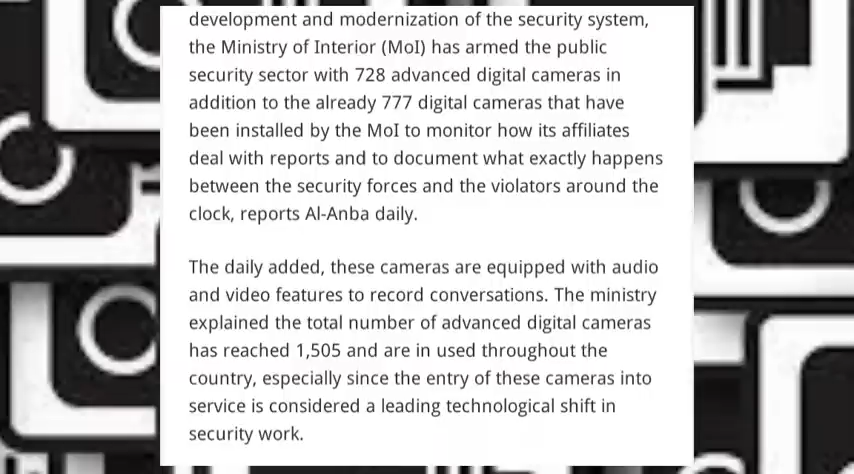 development and modernization of the security system,
the Ministry of Interior (MoI) has armed the public
security sector with 728 advanced digital cameras in
addition to the already 777 digital cameras that have
been installed by the MoI to monitor how its affiliates
deal with reports and to document what exactly happens
between the security forces and the violators around the
clock, reports Al-Anba daily.
The daily added, these cameras are equipped with audio
and video features to record conversations. The ministry
explained the total number of advanced digital cameras
has reached 1,505 and are in used throughout the
country, especially since the entry of these cameras into
service is considered a leading technological shift in
security work.